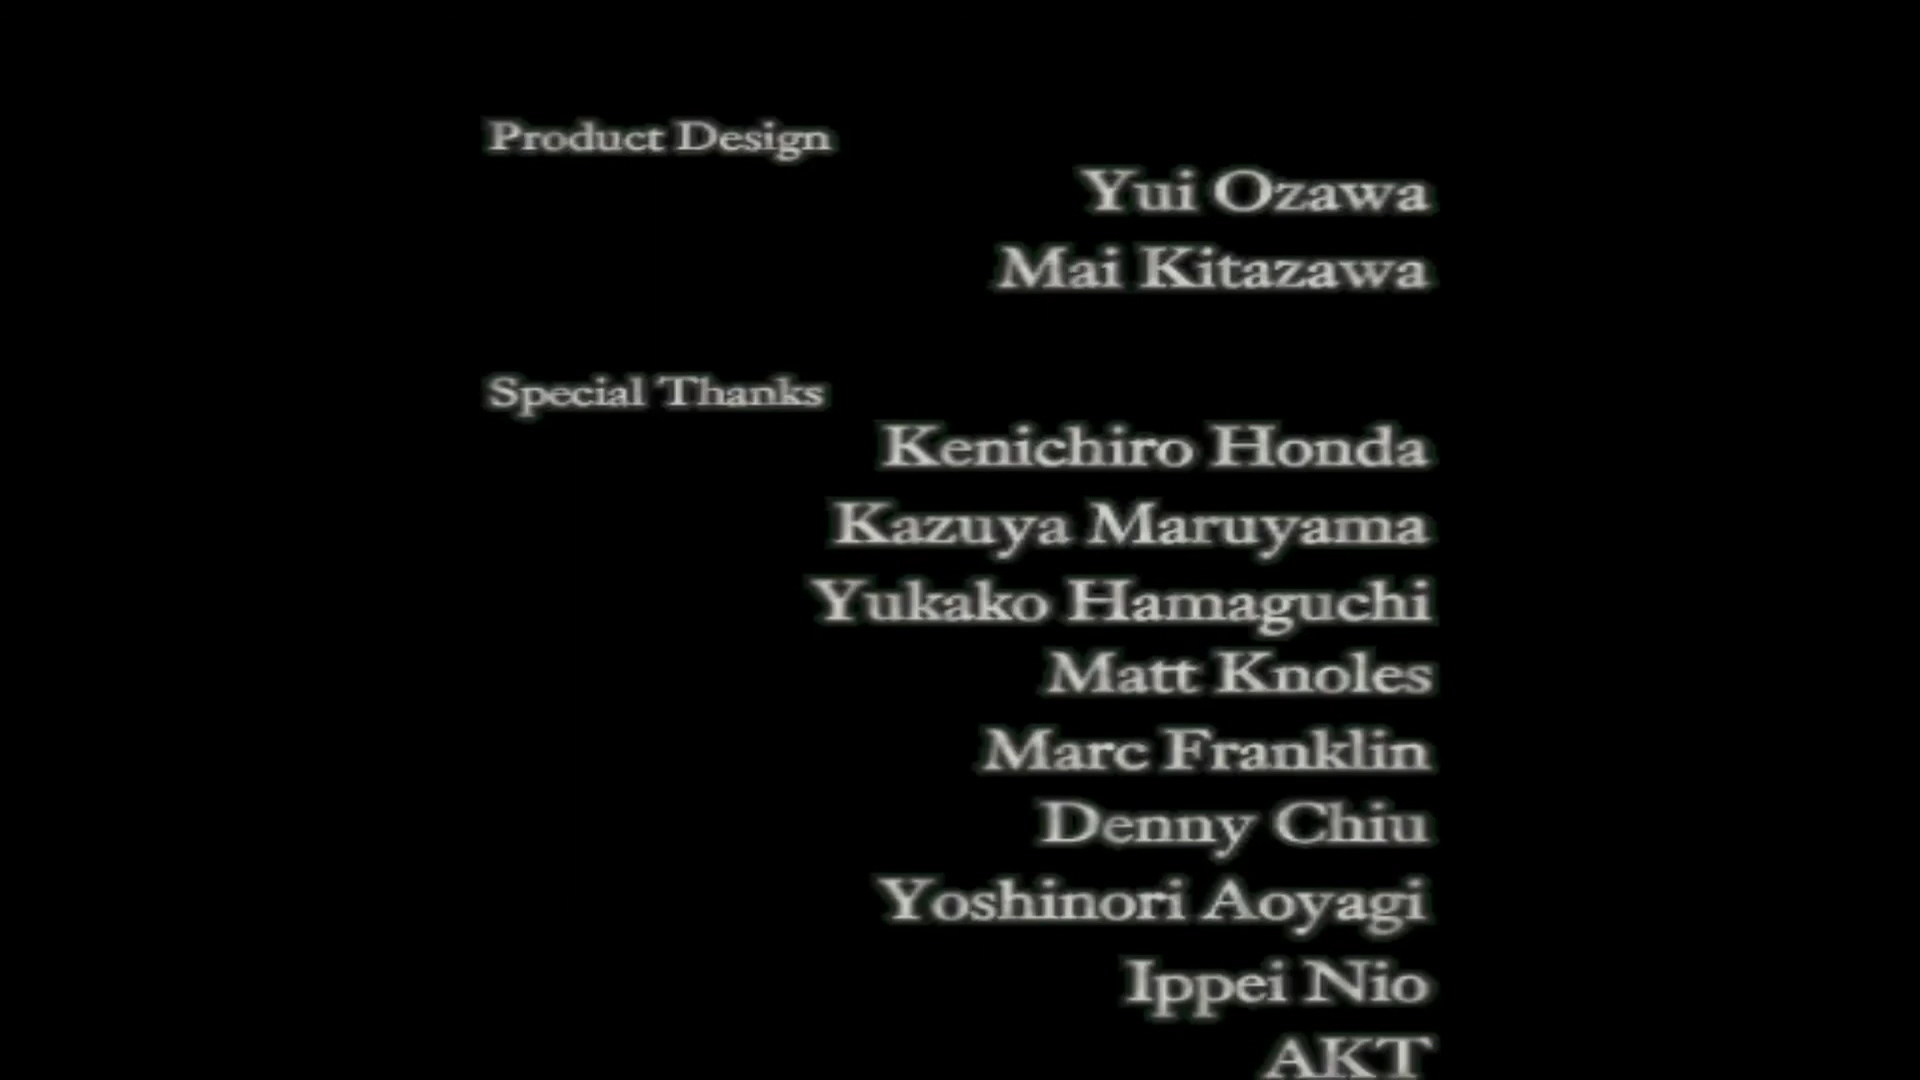 Product Design
Yui Ozawa
Mai Kitazawa
Special Thanks
Kenichiro Honda
Kazuya Maruyama
Yukako Hamaguchi
Matt Knoles
Marc Franklin
Denny Chiu
Yoshinori Aoyagi
Ippei Nio
AKT